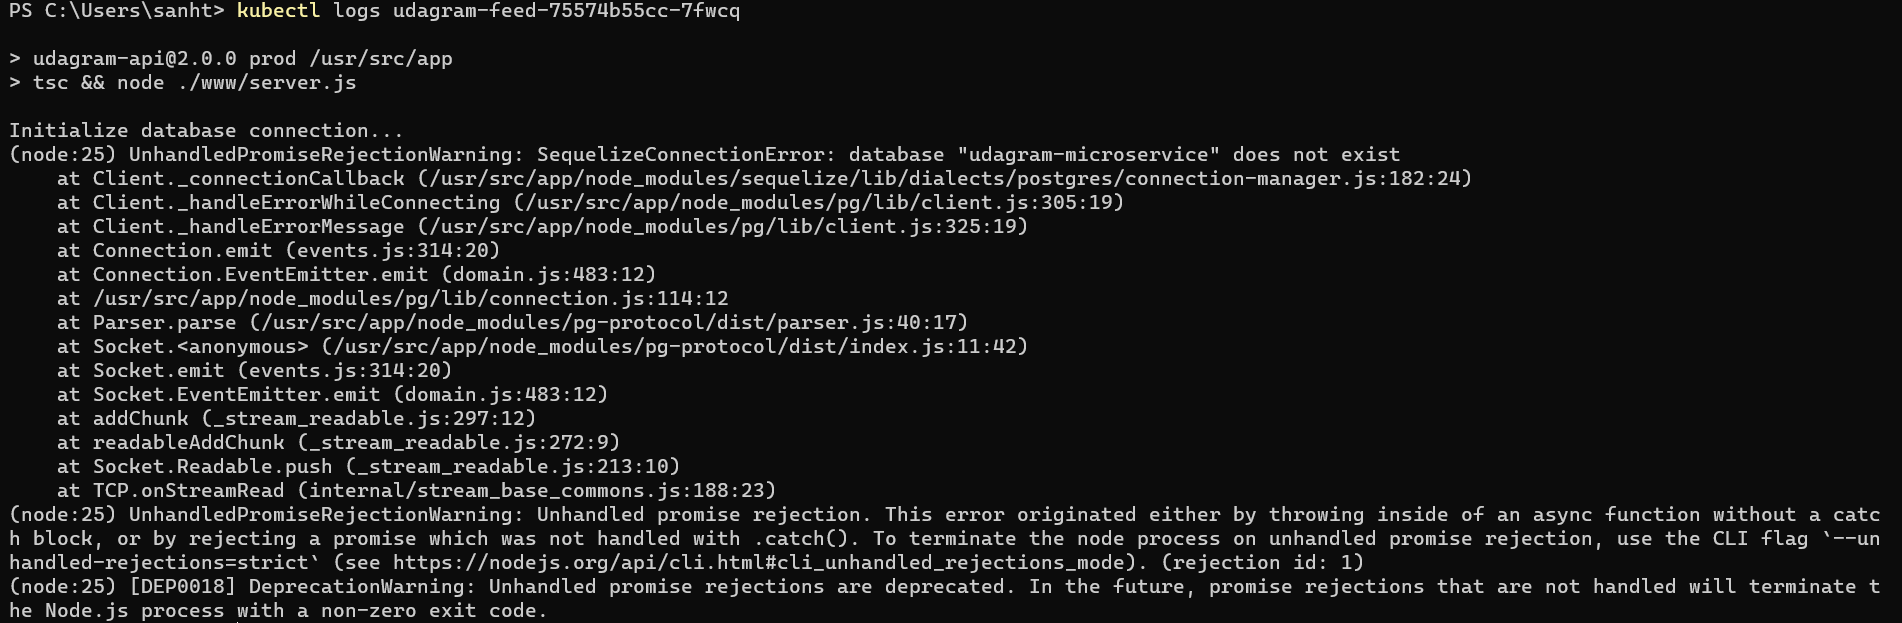 PS C:\Users\sanht> kubectl logs udagram-feed-75574b55cc-7fwcq
> udagram-api@2.0.0 prod /usr/src/app
> tsc && node ./www/server.js
Initialize database connection...
(node:25) UnhandledPromiseRejectionWarning: SequelizeConnectionError: database "udagram-microservice" does not exist
    at Client._connectionCallback (/usr/src/app/node_modules/sequelize/lib/dialects/postgres/connection-manager.js:182:24)
    at Client._handleErrorWhileConnecting (/usr/src/app/node_modules/pg/lib/client.js:305:19)
    at Client._handleErrorMessage (/usr/src/app/node_modules/pg/lib/client.js:325:19)
    at Connection.emit (events.js:314:20)
    at Connection.EventEmitter.emit (domain.js:483:12)
    at /usr/src/app/node_modules/pg/lib/connection.js:114:12
    at Parser.parse (/usr/src/app/node_modules/pg-protocol/dist/parser.js:40:17)
    at Socket.<anonymous> (/usr/src/app/node_modules/pg-protocol/dist/index.js:11:42)
    at Socket.emit (events.js:314:20)
    at Socket.EventEmitter.emit (domain.js:483:12)
    at addChunk (_stream_readable.js:297:12)
    at readableAddChunk (_stream_readable.js:272:9)
    at Socket.Readable.push (_stream_readable.js:213:10)
    at TCP.onStreamRead (internal/stream_base_commons.js:188:23)
(node:25) UnhandledPromiseRejectionWarning: Unhandled promise rejection. This error originated either by throwing inside of an async function without a catc
h block, or by rejecting a promise which was not handled with .catch(). To terminate the node process on unhandled promise rejection, use the CLI flag `--un
handled-rejections=strict` (see https://nodejs.org/api/cli.html#cli_unhandled_rejections_mode). (rejection id: 1)
(node:25) [DEP0018] DeprecationWarning: Unhandled promise rejections are deprecated. In the future, promise rejections that are not handled will terminate t
he Node.js process with a non-zero exit code.